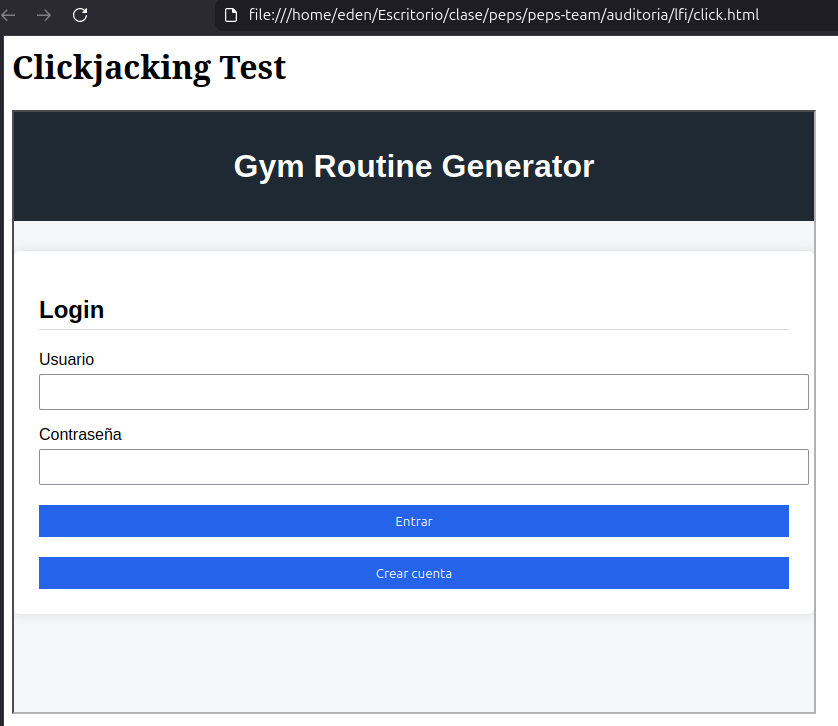 file:///home/eden/Escritorio/clase/peps/peps-team/auditoria/lfi/click.html
Clickjacking Test
Gym Routine Generator
Login
Usuario
Contraseña
Entrar
Crear cuenta